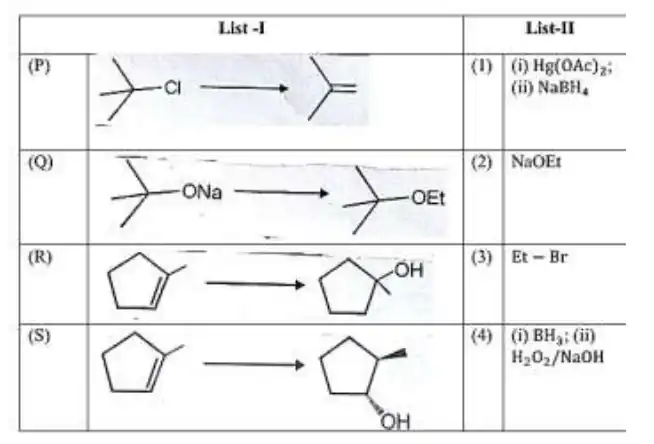 List -I List-II
(P) Cl (1) (i) Hg(OAc)₂;
(ii) NaBH₄
(Q) ONa OEt (2) NaOEt
(R) OH (3) Et – Br
(S) (4) (i) BH₃; (ii)
H₂O₂/NaOH
OH